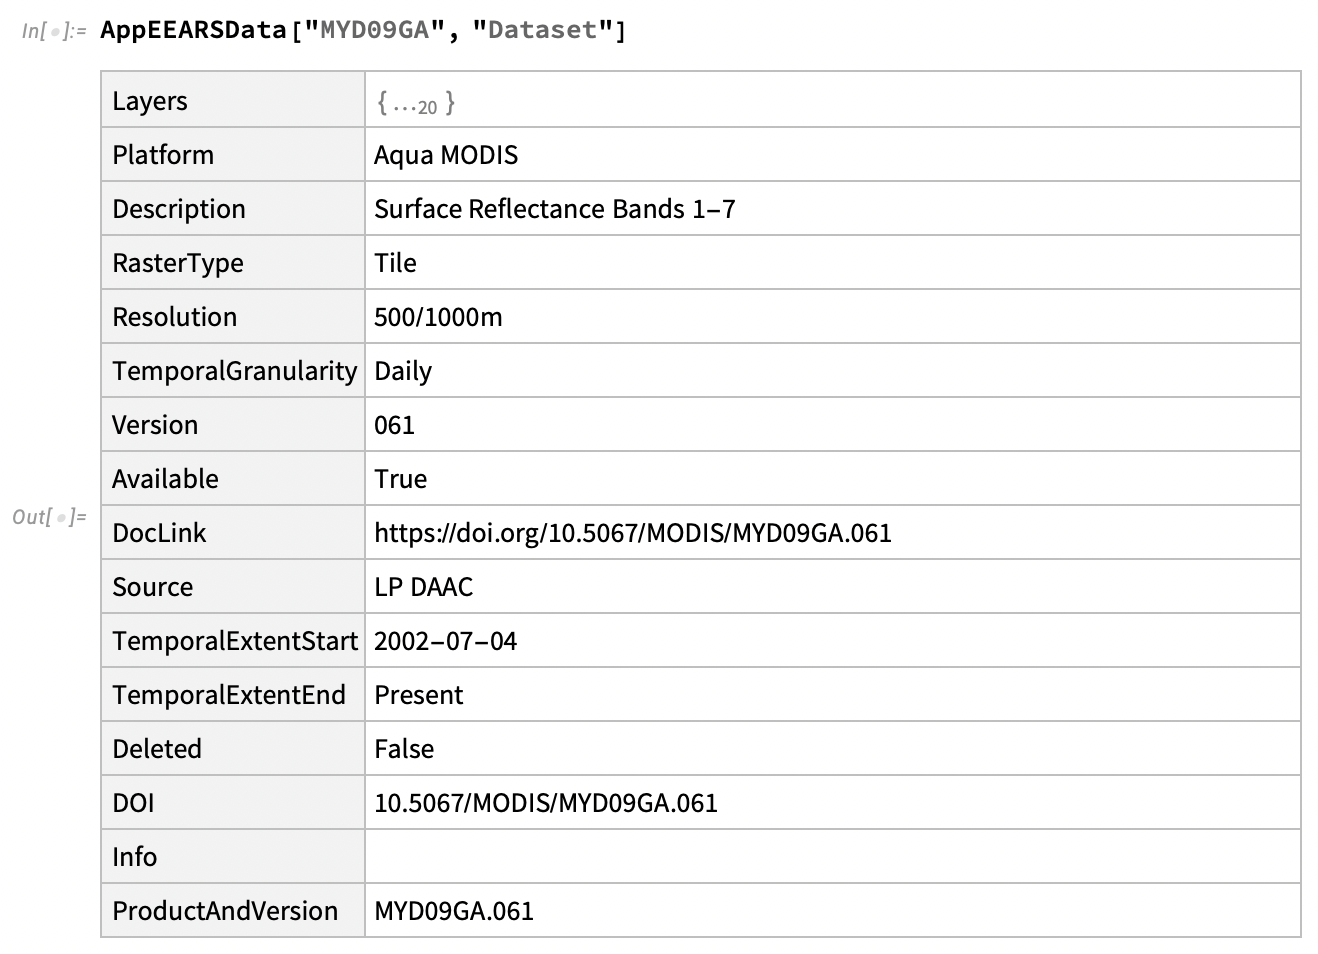 In[ ]:= AppEEARSData["MYD09GA", "Dataset"]
Layers {…20 }
Platform Aqua MODIS
Description Surface Reflectance Bands 1–7
RasterType Tile
Resolution 500/1000m
TemporalGranularity Daily
Version 061
Available True
Out[ ]= DocLink https://doi.org/10.5067/MODIS/MYD09GA.061
Source LP DAAC
TemporalExtentStart 2002–07–04
TemporalExtentEnd Present
Deleted False
DOI 10.5067/MODIS/MYD09GA.061
Info
ProductAndVersion MYD09GA.061